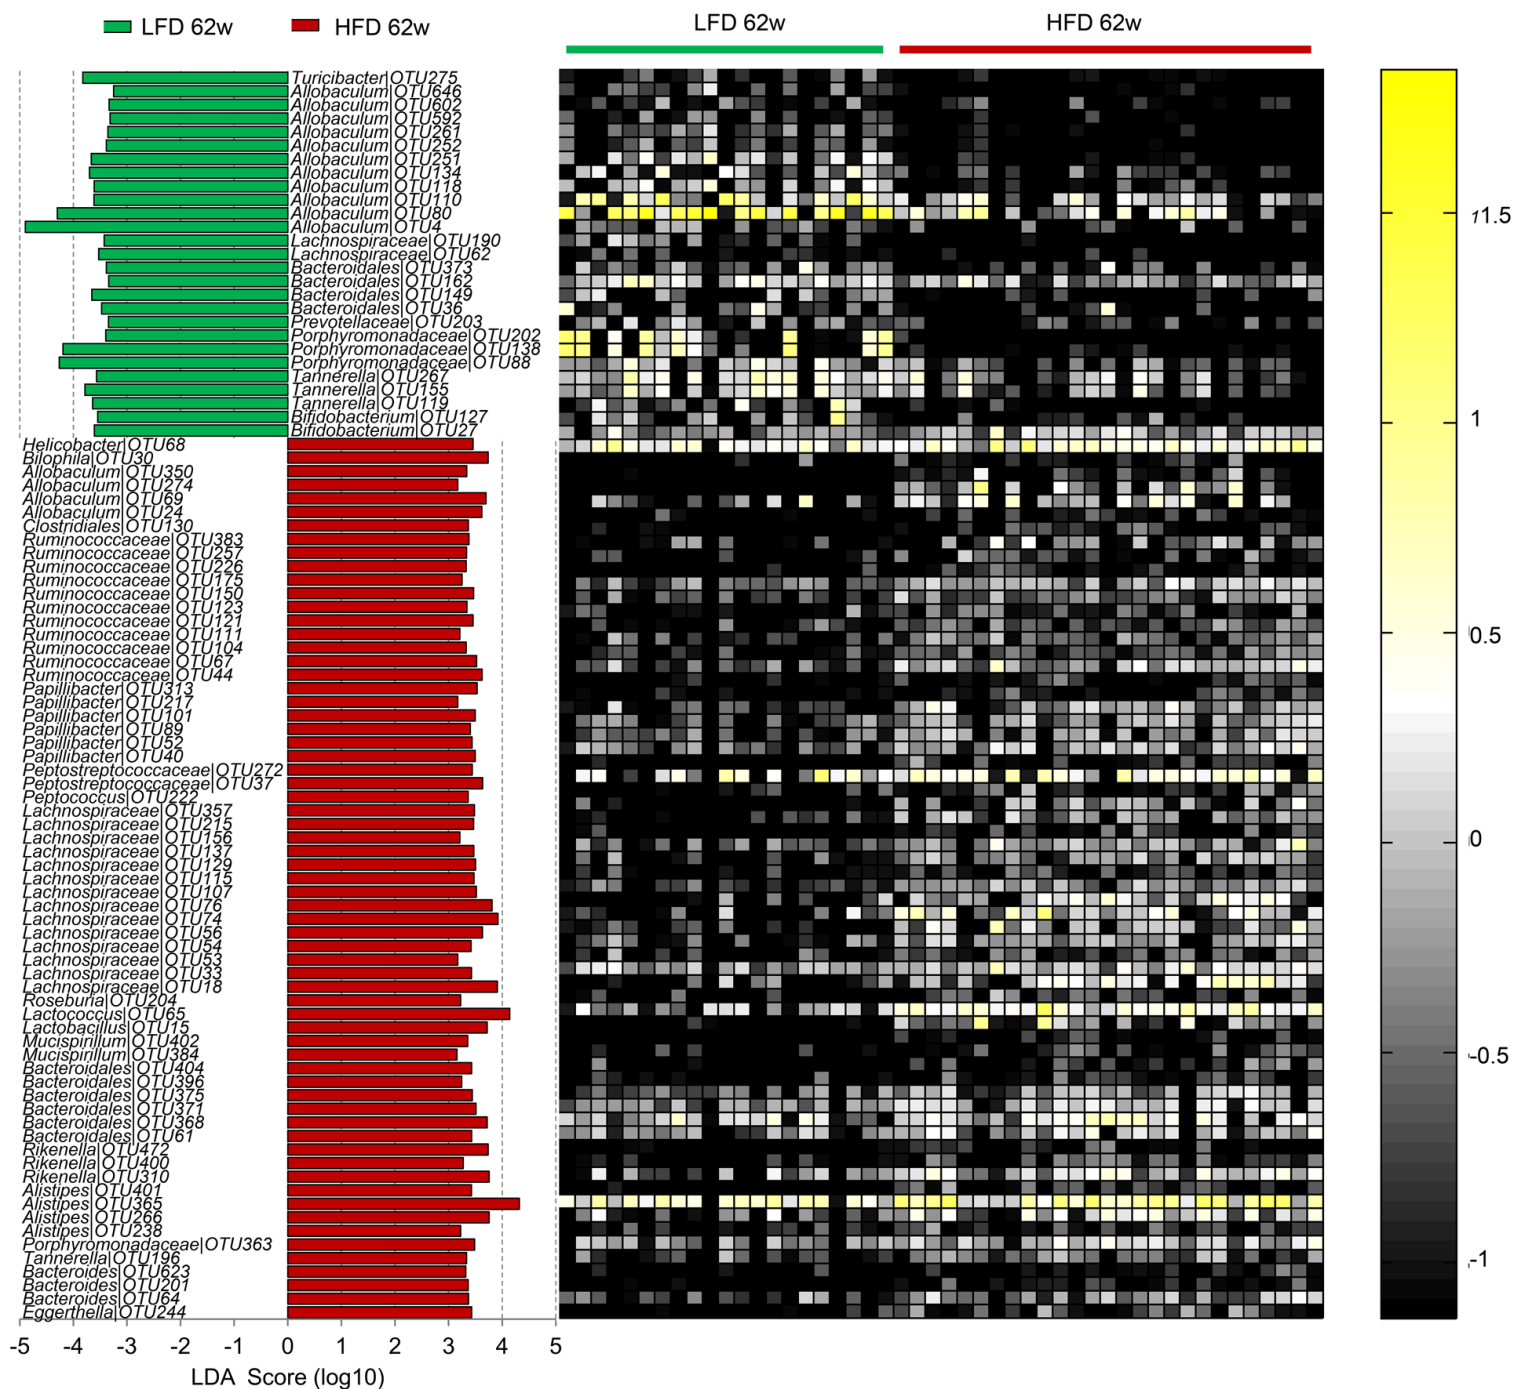 LFD 62w
HFD 62w
LFD 62w
HFD 62w
Turicibacter|OTU275
Allobaculum|OTU646
Allobaculum|OTU602
Allobaculum|OTU592
Allobaculum|OTU261
Allobaculum|OTU252
Allobaculum|OTU251
Allobaculum|OTU134
Allobaculum|OTU118
Allobaculum|OTU110
Allobaculum|OTU80
Allobaculum|OTU4
Lachnospiraceae|OTU190
Lachnospiraceae|OTU62
Bacteroidales|OTU373
Bacteroidales|OTU162
Bacteroidales|OTU149
Bacteroidales|OTU36
Prevotellaceae|OTU203
Porphyromonadaceae|OTU202
Porphyromonadaceae|OTU138
Porphyromonadaceae|OTU88
Tannerella|OTU267
Tannerella|OTU155
Tannerella|OTU119
Bifidobacterium|OTU127
Bifidobacterium|OTU27
Helicobacter|OTU68
Bilophila|OTU30
Allobaculum|OTU350
Allobaculum|OTU274
Allobaculum|OTU69
Allobaculum|OTU24
Clostridiales|OTU130
Ruminococcaceae|OTU383
Ruminococcaceae|OTU257
Ruminococcaceae|OTU226
Ruminococcaceae|OTU175
Ruminococcaceae|OTU150
Ruminococcaceae|OTU123
Ruminococcaceae|OTU121
Ruminococcaceae|OTU111
Ruminococcaceae|OTU104
Ruminococcaceae|OTU67
Ruminococcaceae|OTU44
Papillibacter|OTU313
Papillibacter|OTU217
Papillibacter|OTU101
Papillibacter|OTU89
Papillibacter|OTU52
Papillibacter|OTU40
Peptostreptococcaceae|OTU272
Peptostreptococcaceae|OTU37
Peptococcus|OTU222
Lachnospiraceae|OTU357
Lachnospiraceae|OTU215
Lachnospiraceae|OTU156
Lachnospiraceae|OTU137
Lachnospiraceae|OTU129
Lachnospiraceae|OTU115
Lachnospiraceae|OTU107
Lachnospiraceae|OTU76
Lachnospiraceae|OTU74
Lachnospiraceae|OTU56
Lachnospiraceae|OTU54
Lachnospiraceae|OTU53
Lachnospiraceae|OTU33
Lachnospiraceae|OTU18
Roseburia|OTU204
Lactococcus|OTU65
Lactobacillus|OTU15
Mucispirillum|OTU402
Mucispirillum|OTU384
Bacteroidales|OTU404
Bacteroidales|OTU396
Bacteroidales|OTU375
Bacteroidales|OTU371
Bacteroidales|OTU368
Bacteroidales|OTU61
Rikenella|OTU472
Rikenella|OTU400
Rikenella|OTU310
Alistipes|OTU401
Alistipes|OTU365
Alistipes|OTU266
Alistipes|OTU238
Porphyromonadaceae|OTU363
Tannerella|OTU196
Bacteroides|OTU623
Bacteroides|OTU201
Bacteroides|OTU64
Eggerthella|OTU244
-5 -4 -3 -2 -1 0 1 2 3 4 5
LDA Score (log10)
1.5
1
0.5
0
-0.5
-1